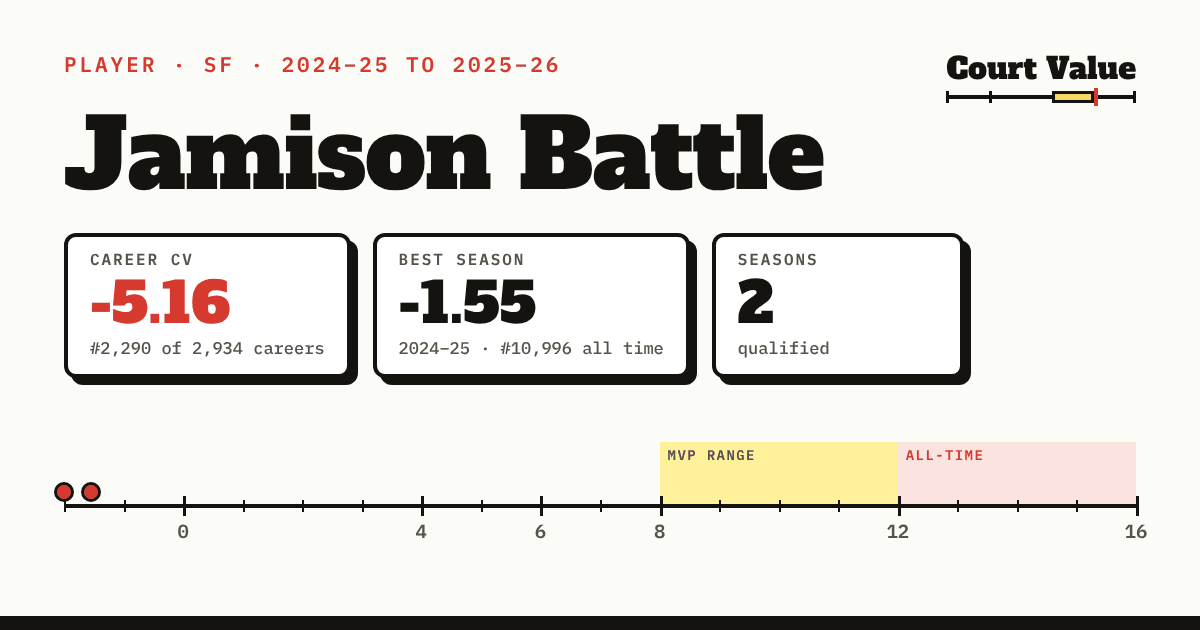 PLAYER · SF · 2024–25 TO 2025–26
Court Value
Jamison Battle
CAREER CV
-5.16
#2,290 of 2,934 careers
BEST SEASON
-1.55
2024–25 · #10,996 all time
SEASONS
2
qualified
MVP RANGE
ALL-TIME
0 4 6 8 12 16